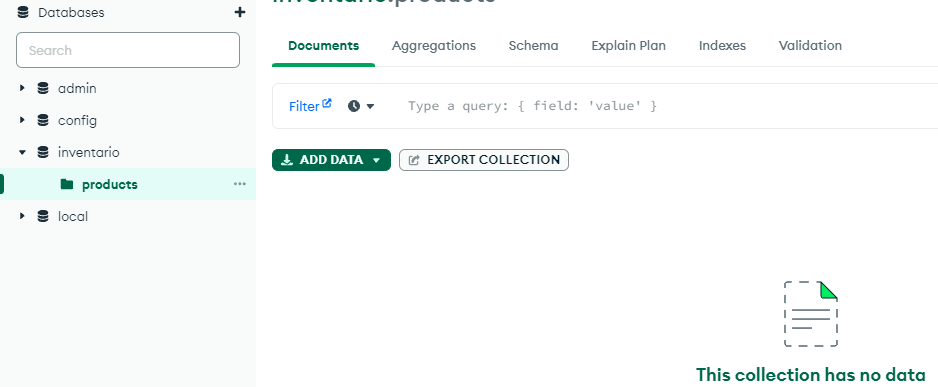 Databases
Search
admin
config
inventario
products
local
inventario.products
Documents Aggregations Schema Explain Plan Indexes Validation
Filter Type a query: { field: 'value' }
ADD DATA EXPORT COLLECTION
This collection has no data